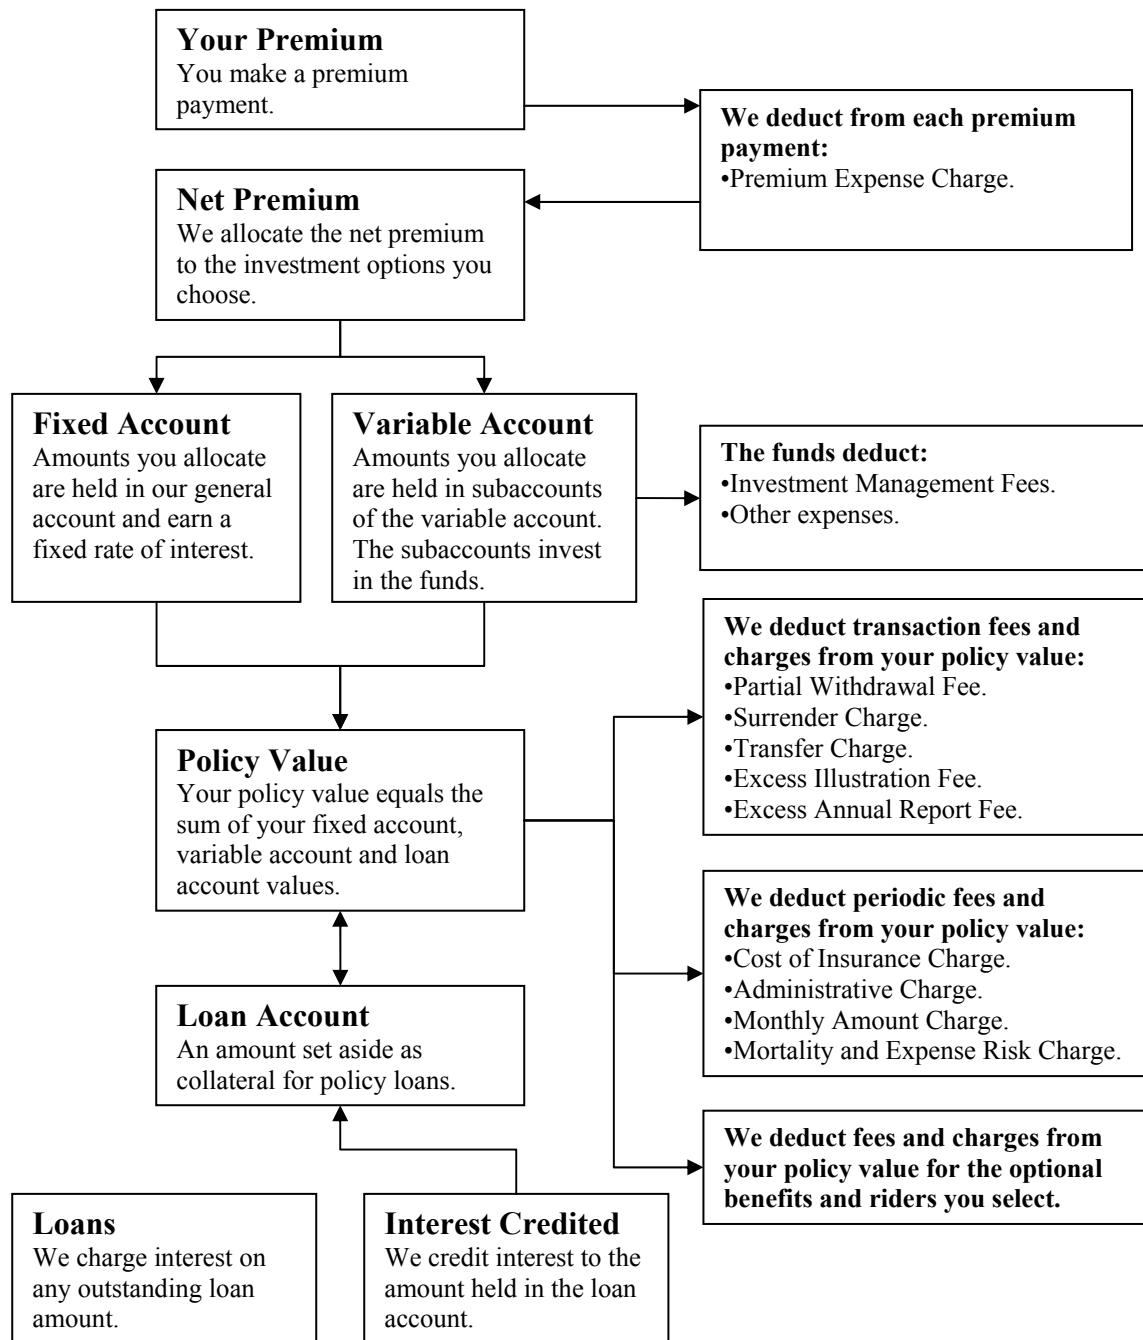 Your Premium
You make a premium
payment.
We deduct from each premium
payment:
•Premium Expense Charge.
Net Premium
We allocate the net premium
to the investment options you
choose.
Fixed Account
Amounts you allocate
are held in our general
account and earn a
fixed rate of interest.
Variable Account
Amounts you allocate
are held in subaccounts
of the variable account.
The subaccounts invest
in the funds.
The funds deduct:
•Investment Management Fees.
•Other expenses.
We deduct transaction fees and
charges from your policy value:
•Partial Withdrawal Fee.
•Surrender Charge.
•Transfer Charge.
•Excess Illustration Fee.
•Excess Annual Report Fee.
Policy Value
Your policy value equals the
sum of your fixed account,
variable account and loan
account values.
We deduct periodic fees and
charges from your policy value:
•Cost of Insurance Charge.
•Administrative Charge.
•Monthly Amount Charge.
•Mortality and Expense Risk Charge.
Loan Account
An amount set aside as
collateral for policy loans.
We deduct fees and charges from
your policy value for the optional
benefits and riders you select.
Loans
We charge interest on
any outstanding loan
amount.
Interest Credited
We credit interest to the
amount held in the loan
account.